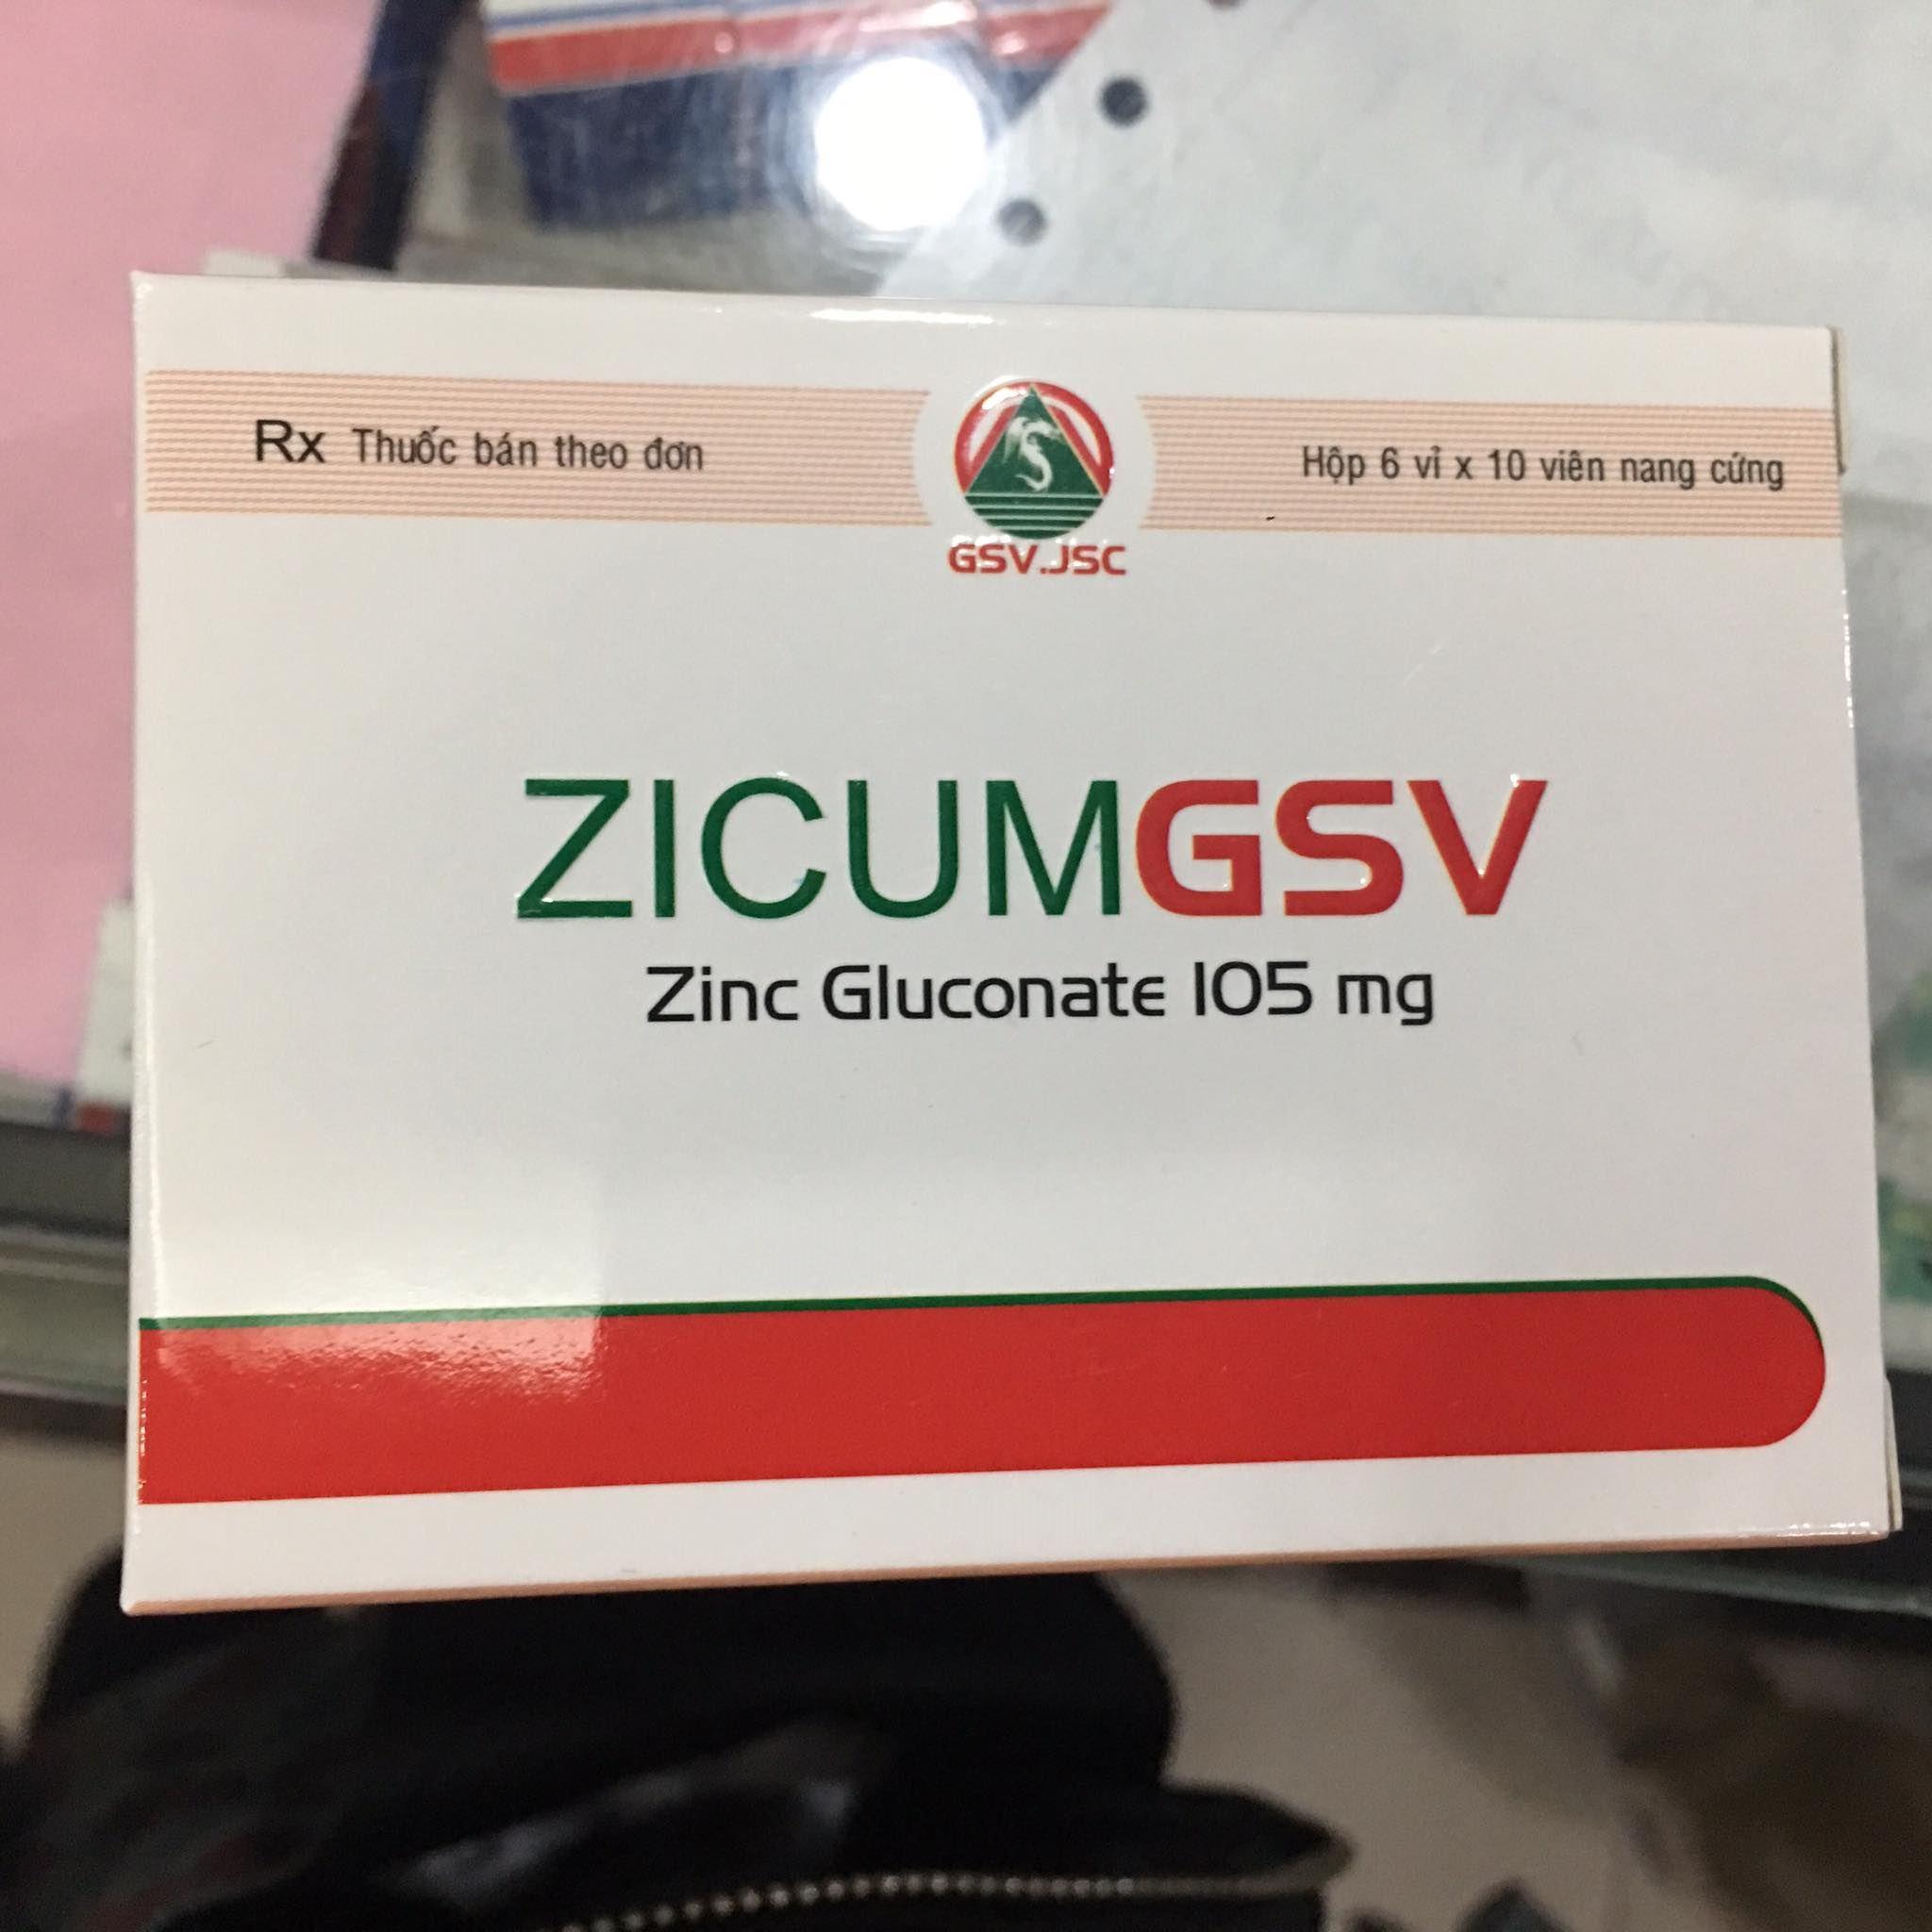 Rx Thuốc bán theo đơn
GSV.JSC
Hộp 6 vỉ x 10 viên nang cứng
ZICUMGSV
Zinc Gluconate 105 mg